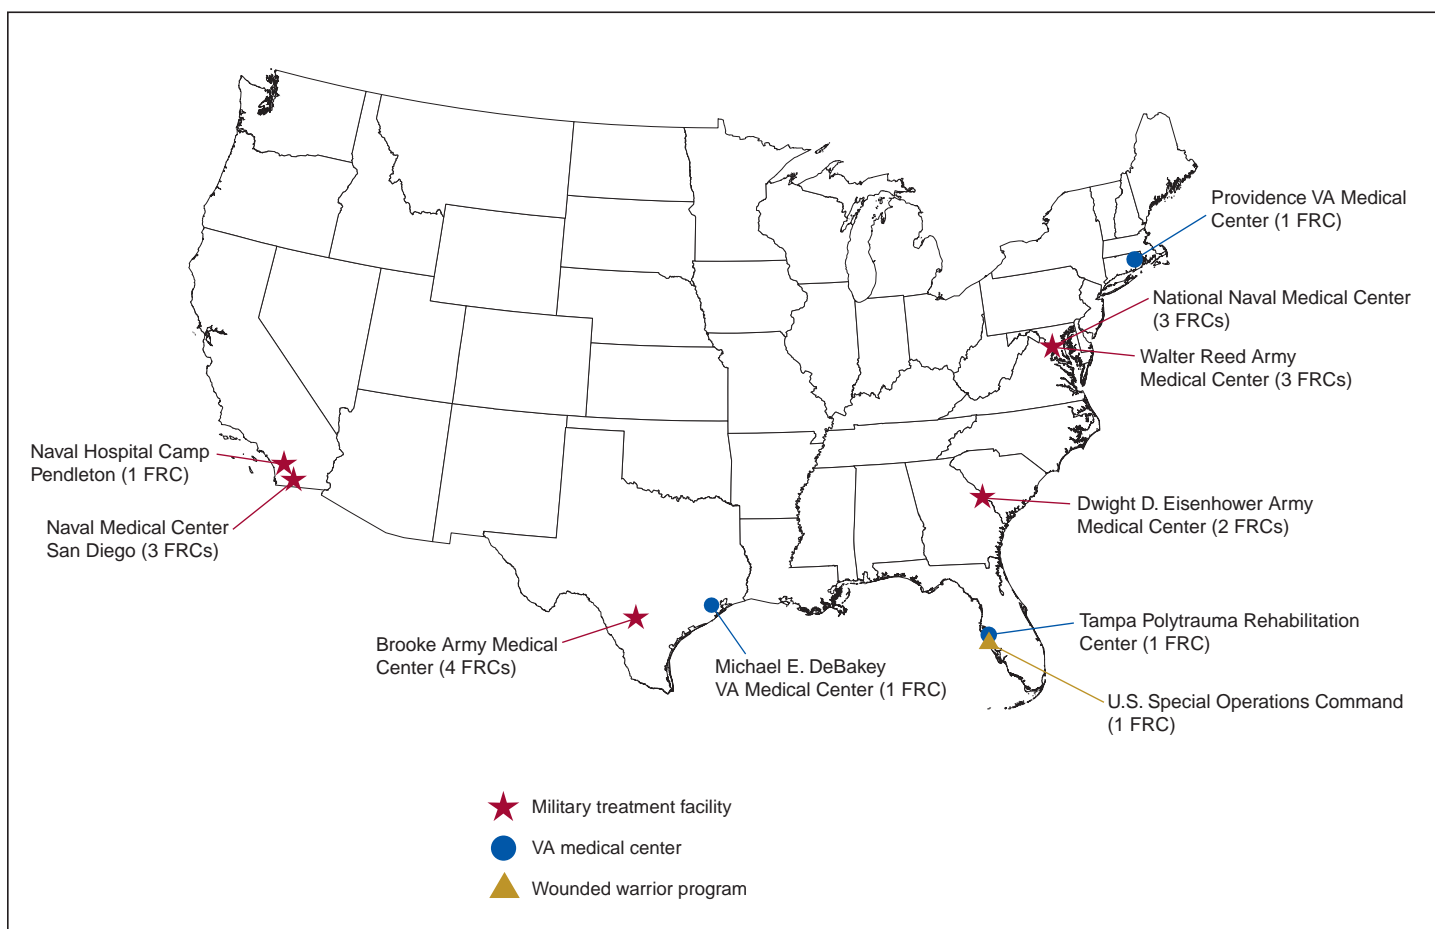 Providence VA Medical
Center (1 FRC)
National Naval Medical Center
(3 FRCs)
Walter Reed Army
Medical Center (3 FRCs)
Naval Hospital Camp
Pendleton (1 FRC)
Naval Medical Center
San Diego (3 FRCs)
Dwight D. Eisenhower Army
Medical Center (2 FRCs)
Brooke Army Medical
Center (4 FRCs)
Michael E. DeBakey
VA Medical Center (1 FRC)
Tampa Polytrauma Rehabilitation
Center (1 FRC)
U.S. Special Operations Command
(1 FRC)
Military treatment facility
VA medical center
Wounded warrior program